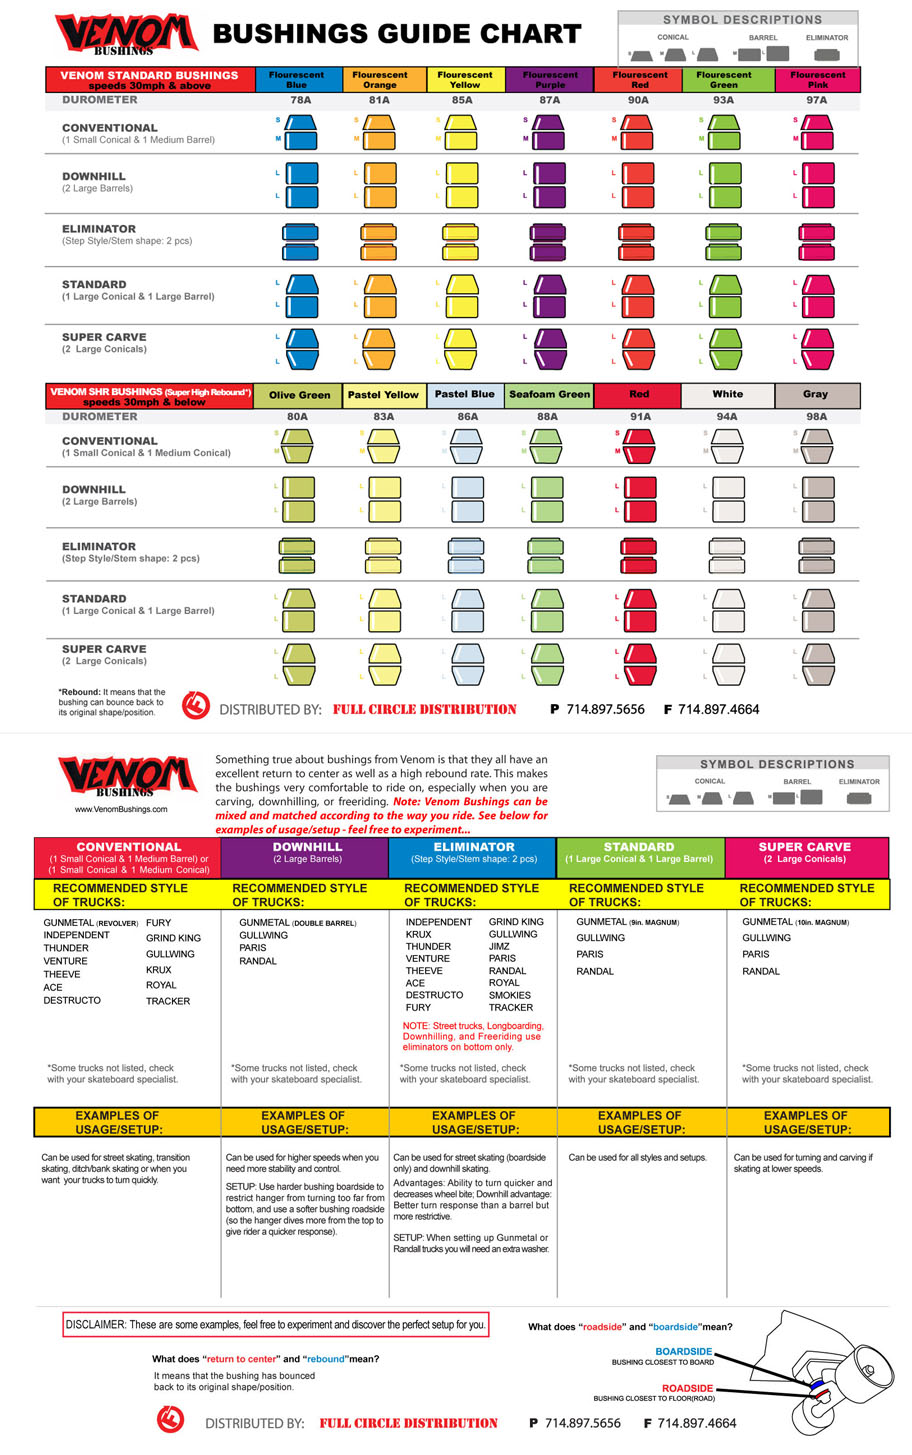 VENOM
BUSHINGS
BUSHINGS GUIDE CHART
SYMBOL DESCRIPTIONS
CONICAL BARREL ELIMINATOR
S M L M L
VENOM STANDARD BUSHINGS
speeds 30mph & above
Flourescent Blue
Flourescent Orange
Flourescent Yellow
Flourescent Purple
Flourescent Red
Flourescent Green
Flourescent Pink
DUROMETER 78A 81A 85A 87A 90A 93A 97A
CONVENTIONAL
(1 Small Conical & 1 Medium Barrel)
S S S S S S S
M M M M M M M
DOWNHILL
(2 Large Barrels)
L L L L L L L
L L L L L L L
ELIMINATOR
(Step Style/Stem shape: 2 pcs)
STANDARD
(1 Large Conical & 1 Large Barrel)
L L L L L L L
L L L L L L L
SUPER CARVE
(2 Large Conicals)
L L L L L L L
L L L L L L L
VENOM SHR BUSHINGS (Super High Rebound*)
speeds 30mph & below
Olive Green Pastel Yellow Pastel Blue Seafoam Green Red White Gray
DUROMETER 80A 83A 86A 88A 91A 94A 98A
CONVENTIONAL
(1 Small Conical & 1 Medium Conical)
S S S S S S S
M M M M M M M
DOWNHILL
(2 Large Barrels)
L L L L L L L
L L L L L L L
ELIMINATOR
(Step Style/Stem shape: 2 pcs)
STANDARD
(1 Large Conical & 1 Large Barrel)
L L L L L L L
L L L L L L L
SUPER CARVE
(2 Large Conicals)
L L L L L L L
L L L L L L L
*Rebound: It means that the
bushing can bounce back to
its original shape/position.
DISTRIBUTED BY: FULL CIRCLE DISTRIBUTION P 714.897.5656 F 714.897.4664
VENOM
BUSHINGS
www.VenomBushings.com
Something true about bushings from Venom is that they all have an
excellent return to center as well as a high rebound rate. This makes
the bushings very comfortable to ride on, especially when you are
carving, downhilling, or freeriding. Note: Venom Bushings can be
mixed and matched according to the way you ride. See below for
examples of usage/setup - feel free to experiment...
SYMBOL DESCRIPTIONS
CONICAL BARREL ELIMINATOR
S M L M L
CONVENTIONAL
(1 Small Conical & 1 Medium Barrel) or
(1 Small Conical & 1 Medium Conical)
RECOMMENDED STYLE
OF TRUCKS:
GUNMETAL (REVOLVER)
INDEPENDENT
THUNDER
VENTURE
THEEVE
ACE
DESTRUCTO
FURY
GRIND KING
GULLWING
KRUX
ROYAL
TRACKER
*Some trucks not listed, check
with your skateboard specialist.
EXAMPLES OF
USAGE/SETUP:
Can be used for street skating, transition
skating, ditch/bank skating or when you
want your trucks to turn quickly.
DOWNHILL
(2 Large Barrels)
RECOMMENDED STYLE
OF TRUCKS:
GUNMETAL (DOUBLE BARREL)
GULLWING
PARIS
RANDAL
*Some trucks not listed, check
with your skateboard specialist.
EXAMPLES OF
USAGE/SETUP:
Can be used for higher speeds when you
need more stability and control.
SETUP: Use harder bushing boardside to
restrict hanger from turning too far from
bottom, and use a softer bushing roadside
(so the hanger dives more from the top to
give rider a quicker response).
ELIMINATOR
(Step Style/Stem shape: 2 pcs)
RECOMMENDED STYLE
OF TRUCKS:
INDEPENDENT
KRUX
THUNDER
VENTURE
THEEVE
ACE
DESTRUCTO
FURY
GRIND KING
GULLWING
JIMZ
PARIS
RANDAL
ROYAL
SMOKIES
TRACKER
NOTE: Street trucks, Longboarding,
Downhilling, and Freeriding use
eliminators on bottom only.
*Some trucks not listed, check
with your skateboard specialist.
EXAMPLES OF
USAGE/SETUP:
Can be used for street skating (boardside
only) and downhill skating.
Advantages: Ability to turn quicker and
decreases wheel bite; Downhill advantage:
Better turn response than a barrel but
more restrictive.
SETUP: When setting up Gunmetal or
Randall trucks you will need an extra washer.
STANDARD
(1 Large Conical & 1 Large Barrel)
RECOMMENDED STYLE
OF TRUCKS:
GUNMETAL (9in. MAGNUM)
GULLWING
PARIS
RANDAL
*Some trucks not listed, check
with your skateboard specialist.
EXAMPLES OF
USAGE/SETUP:
Can be used for all styles and setups.
SUPER CARVE
(2 Large Conicals)
RECOMMENDED STYLE
OF TRUCKS:
GUNMETAL (10in. MAGNUM)
GULLWING
PARIS
RANDAL
*Some trucks not listed, check
with your skateboard specialist.
EXAMPLES OF
USAGE/SETUP:
Can be used for turning and carving if
skating at lower speeds.
DISCLAIMER: These are some examples, feel free to experiment and discover the perfect setup for you.
What does “return to center” and “rebound”mean?
It means that the bushing has bounced
back to its original shape/position.
What does “roadside” and “boardside”mean?
BOARDSIDE
BUSHING CLOSEST TO BOARD
ROADSIDE
BUSHING CLOSEST TO FLOOR(ROAD)
DISTRIBUTED BY: FULL CIRCLE DISTRIBUTION P 714.897.5656 F 714.897.4664